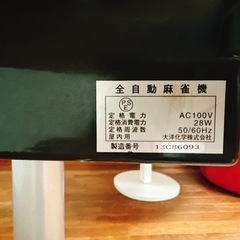 全自動麻雀機
PSE
定格電力 AC100V
定格消費電力 28W
定格周波数 50/60Hz
屋内用 大洋化学株式会社
製造番号 13C86093